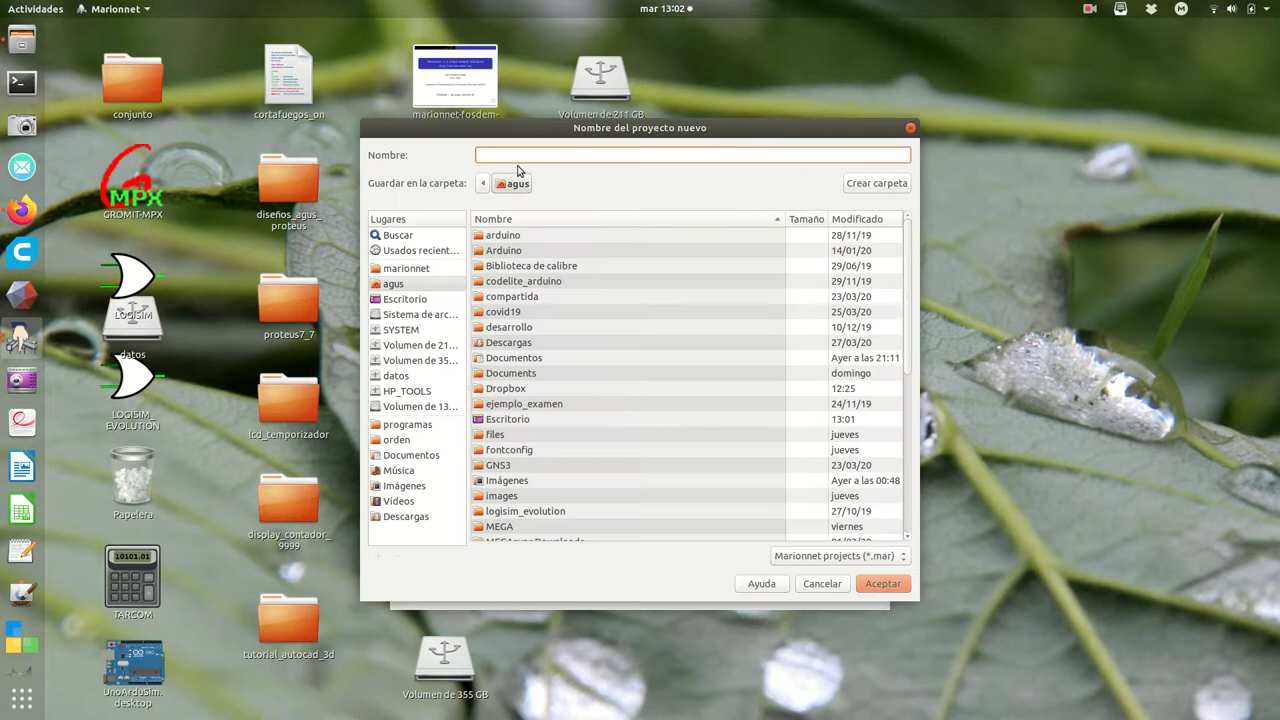 Actividades
Marionnet
mar 13:02
conjunto
cortafuegos_on
marionnet-fosdem-
Volumen de 211 GB
MPX
GROMIT-MPX
diseños_agus_
proteus
LOGISIM
datos
proteus7_7
LOGISIM_
EVOLUTION
lcd_temporizador
Papelera
display_contador_
9999
10101.01
TARCOM
tutorial_autocad_3d
UnoArduSim.
desktop
Volumen de 355 GB
Nombre del proyecto nuevo
Nombre:
Guardar en la carpeta:
agus
Crear carpeta
Lugares
Buscar
Usados recient...
marionnet
agus
Escritorio
Sistema de arc...
SYSTEM
Volumen de 21...
Volumen de 35...
datos
HP_TOOLS
Volumen de 13...
programas
orden
Documentos
Música
Imágenes
Vídeos
Descargas
Nombre Tamaño Modificado
arduino 28/11/19
Arduino 14/01/20
Biblioteca de calibre 29/06/19
codelite_arduino 29/11/19
compartida 23/03/20
covid19 25/03/20
desarrollo 10/12/19
Descargas 27/03/20
Documentos Ayer a las 21:11
Documents domingo
Dropbox 12:25
ejemplo_examen 24/11/19
Escritorio 13:01
files jueves
fontconfig jueves
GNS3 23/03/20
Imágenes Ayer a las 00:48
images jueves
logisim_evolution 27/10/19
MEGA viernes
Marionnet projects (*.mar)
Ayuda
Cancelar
Aceptar